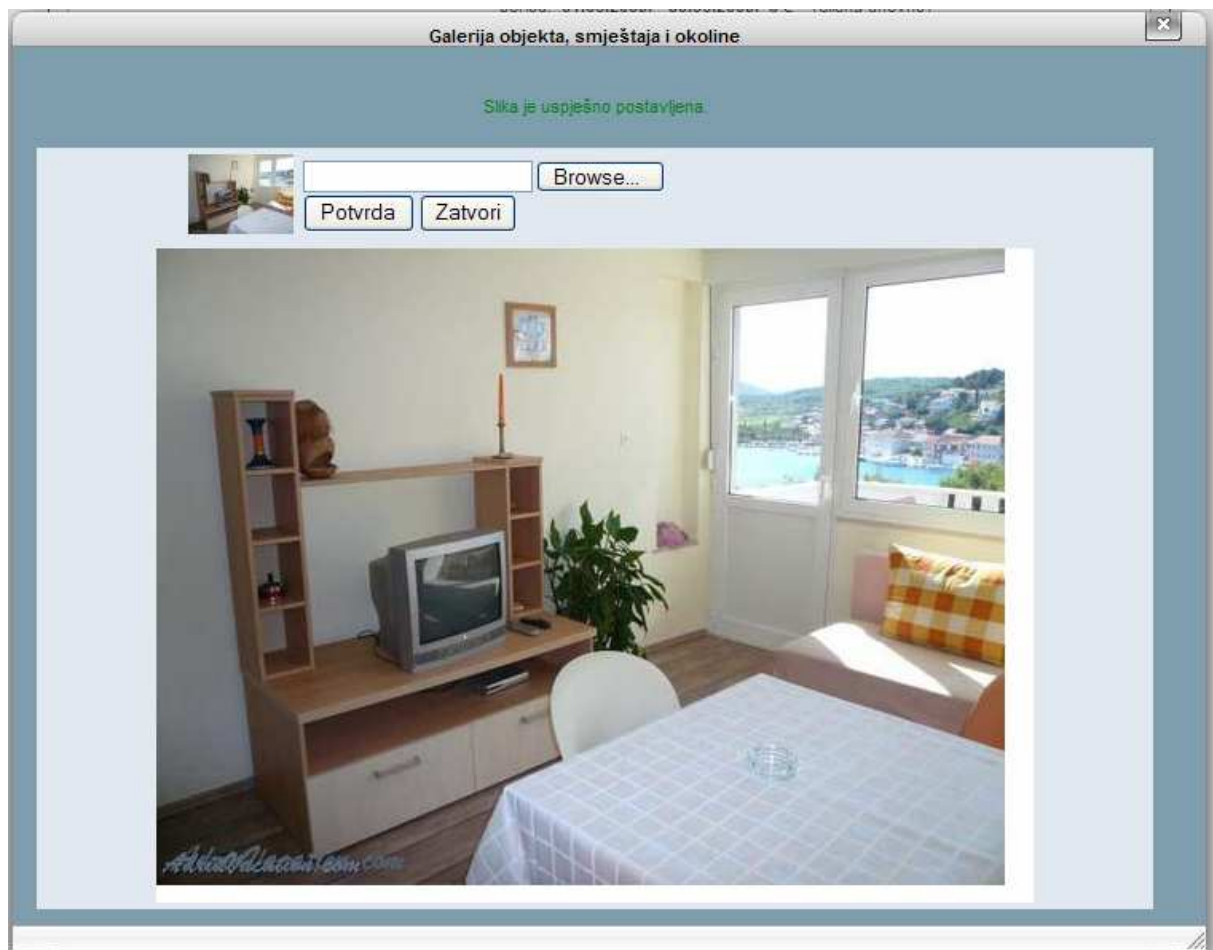 Galerija objekta, smještaja i okoline
Slika je uspješno postavljena.
Browse...
Potvrda Zatvori